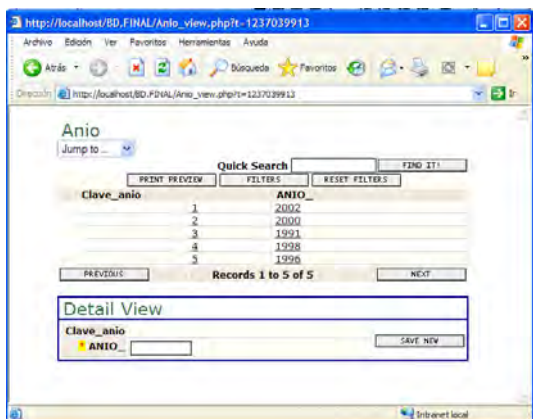 http://localhost/BD.FINAL/Anio_view.php?t=1237039913
Archivo Edición Ver Favoritos Herramientas Ayuda
Atrás Búsqueda Favoritos
Dirección http://localhost/BD.FINAL/Anio_view.php?t=1237039913 Ir
Anio
Jump to ...
Quick Search FIND IT!
PRINT PREVIEW FILTERS RESET FILTERS
Clave_anio ANIO_
1 2002
2 2000
3 1991
4 1998
5 1996
PREVIOUS Records 1 to 5 of 5 NEXT
Detail View
Clave_anio
* ANIO_ SAVE NEW
Intranet local